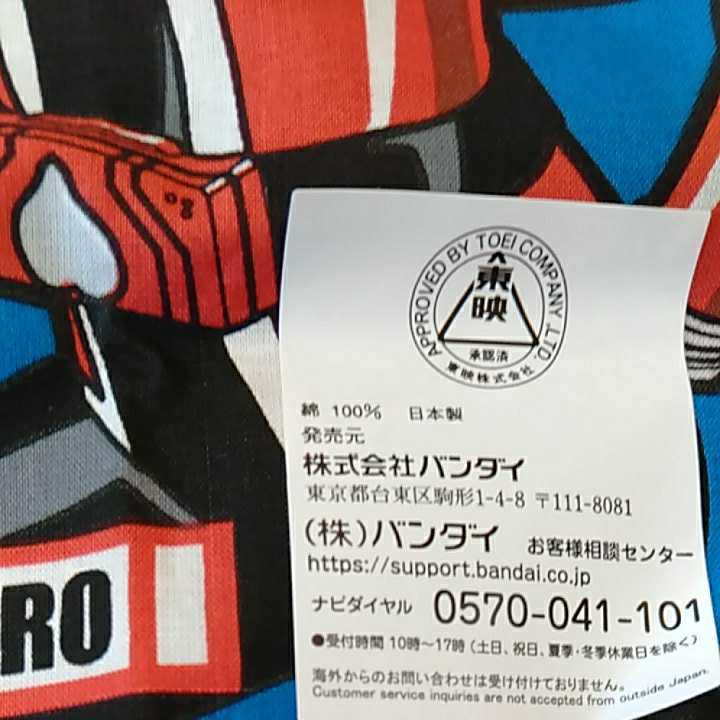 APPROVED BY TOEI COMPANY, LTD.
東映
承認済
東映株式会社
綿 100% 日本製
発売元
株式会社バンダイ
東京都台東区駒形1-4-8 〒111-8081
(株)バンダイ お客様相談センター
https://support.bandai.co.jp
ナビダイヤル 0570-041-101
●受付時間 10時～17時 (土日、祝日、夏季・冬季休業日を除く)
海外からのお問い合わせは受け付けておりません。
Customer service inquiries are not accepted from outside Japan.
RO